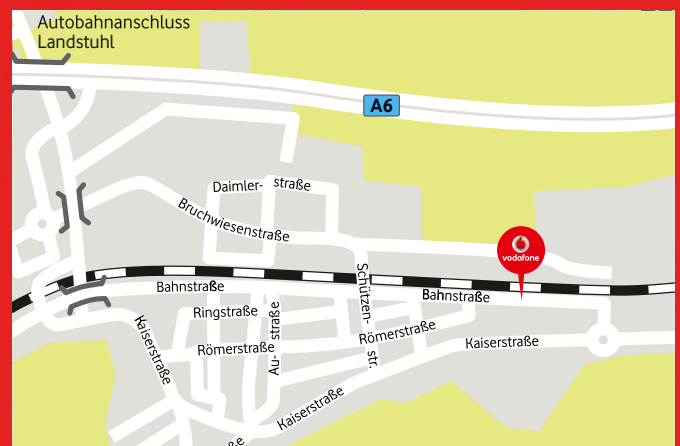 Autobahnanschluss
Landstuhl
A6
Daimler- straße
Bruchwiesenstraße
vodafone
Bahnstraße
Schützen- str.
Bahnstraße
Ringstraße
Au- straße
Kaiserstraße
Römerstraße
Römerstraße
Kaiserstraße
Kaiserstraße
ße